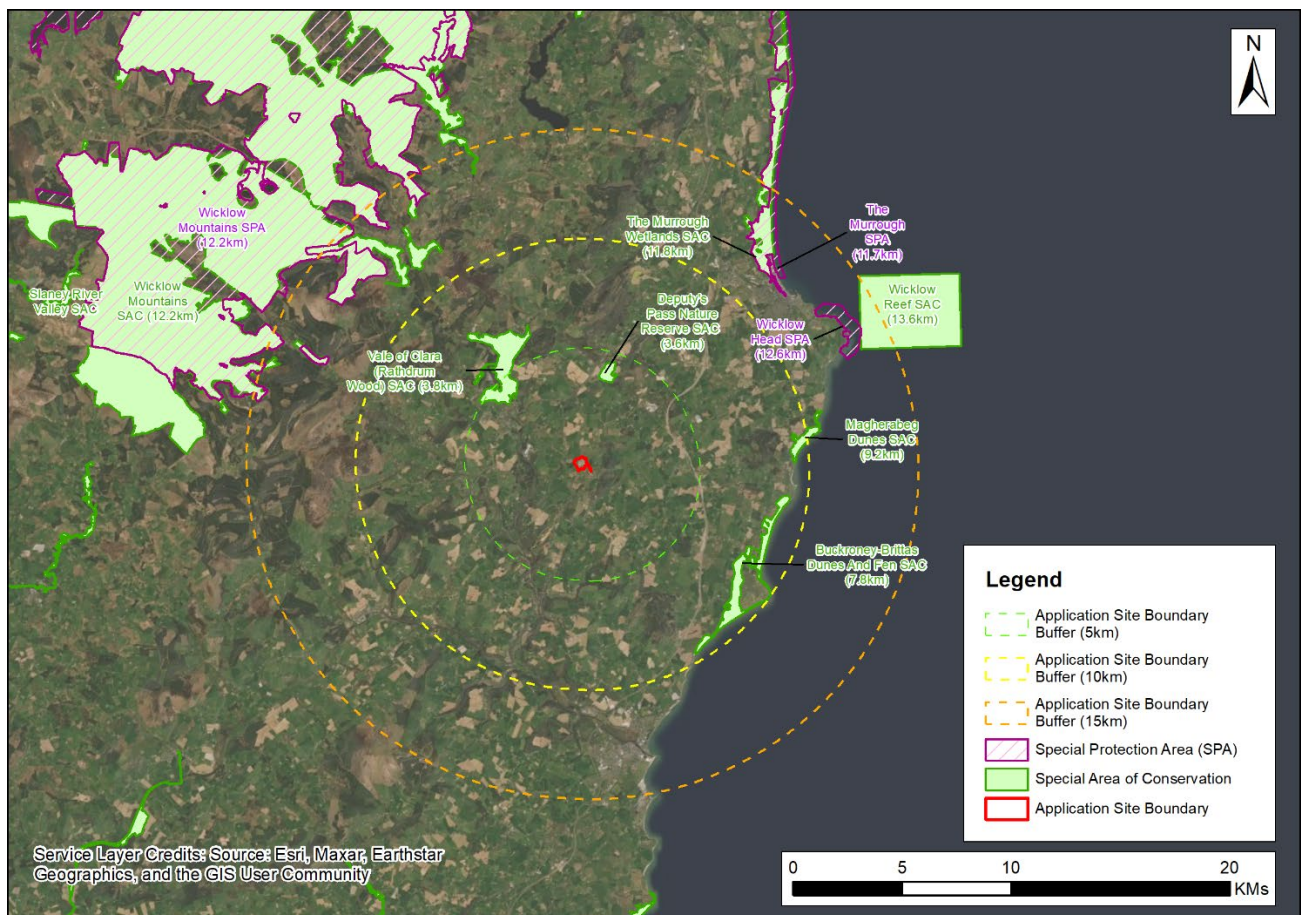 N
The Murrough
Wetlands SAC
(11.8km)
The
Murrough
SPA
(11.7km)
Wicklow
Mountains SPA
(12.2km)
Wicklow
Mountains
SAC (12.2km)
Slaney River
Valley SAC
Deputy's
Pass Nature
Reserve SAC
(3.6km)
Wicklow
Reef SAC
(13.6km)
Wicklow
Head SPA
(12.6km)
Vale of Clara
(Rathdrum
Wood) SAC (3.8km)
Magherabeg
Dunes SAC
(9.2km)
Buckroney-Brittas
Dunes And Fen SAC
(7.8km)
Legend
Application Site Boundary
Buffer (5km)
Application Site Boundary
Buffer (10km)
Application Site Boundary
Buffer (15km)
Special Protection Area (SPA)
Special Area of Conservation
Application Site Boundary
Service Layer Credits: Source: Esri, Maxar, Earthstar
Geographics, and the GIS User Community
0 5 10 20
KMs